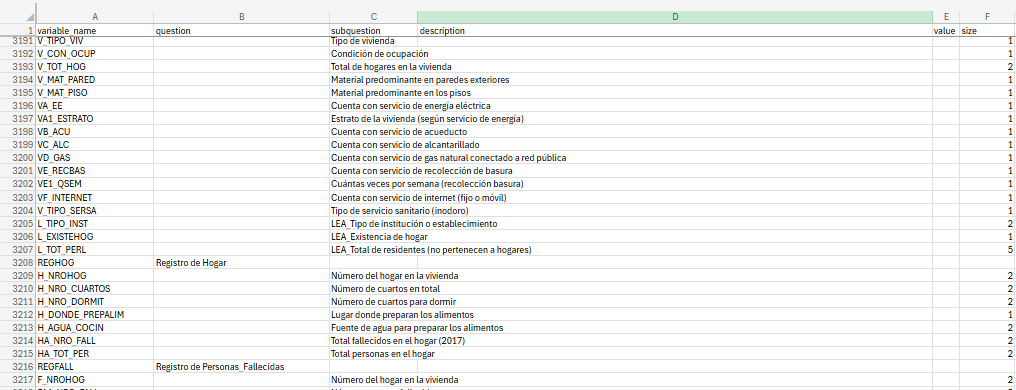 A B C D E F
1 variable_name question subquestion description value size
3191 V_TIPO_VIV Tipo de vivienda 1
3192 V_CON_OCUP Condición de ocupación 1
3193 V_TOT_HOG Total de hogares en la vivienda 2
3194 V_MAT_PARED Material predominante en paredes exteriores 1
3195 V_MAT_PISO Material predominante en los pisos 1
3196 VA_EE Cuenta con servicio de energía eléctrica 1
3197 VA1_ESTRATO Estrato de la vivienda (según servicio de energía) 1
3198 VB_ACU Cuenta con servicio de acueducto 1
3199 VC_ALC Cuenta con servicio de alcantarillado 1
3200 VD_GAS Cuenta con servicio de gas natural conectado a red pública 1
3201 VE_RECBAS Cuenta con servicio de recolección de basura 1
3202 VE1_QSEM Cuántas veces por semana (recolección basura) 1
3203 VF_INTERNET Cuenta con servicio de internet (fijo o móvil) 1
3204 V_TIPO_SERSA Tipo de servicio sanitario (inodoro) 1
3205 L_TIPO_INST LEA_Tipo de institución o establecimiento 2
3206 L_EXISTEHOG LEA_Existencia de hogar 1
3207 L_TOT_PERL LEA_Total de residentes (no pertenecen a hogares) 5
3208 REGHOG Registro de Hogar
3209 H_NROHOG Número del hogar en la vivienda 2
3210 H_NRO_CUARTOS Número de cuartos en total 2
3211 H_NRO_DORMIT Número de cuartos para dormir 2
3212 H_DONDE_PREPALIM Lugar donde preparan los alimentos 1
3213 H_AGUA_COCIN Fuente de agua para preparar los alimentos 2
3214 HA_NRO_FALL Total fallecidos en el hogar (2017) 2
3215 HA_TOT_PER Total personas en el hogar 2
3216 REGFALL Registro de Personas_Fallecidas
3217 F_NROHOG Número del hogar en la vivienda 2